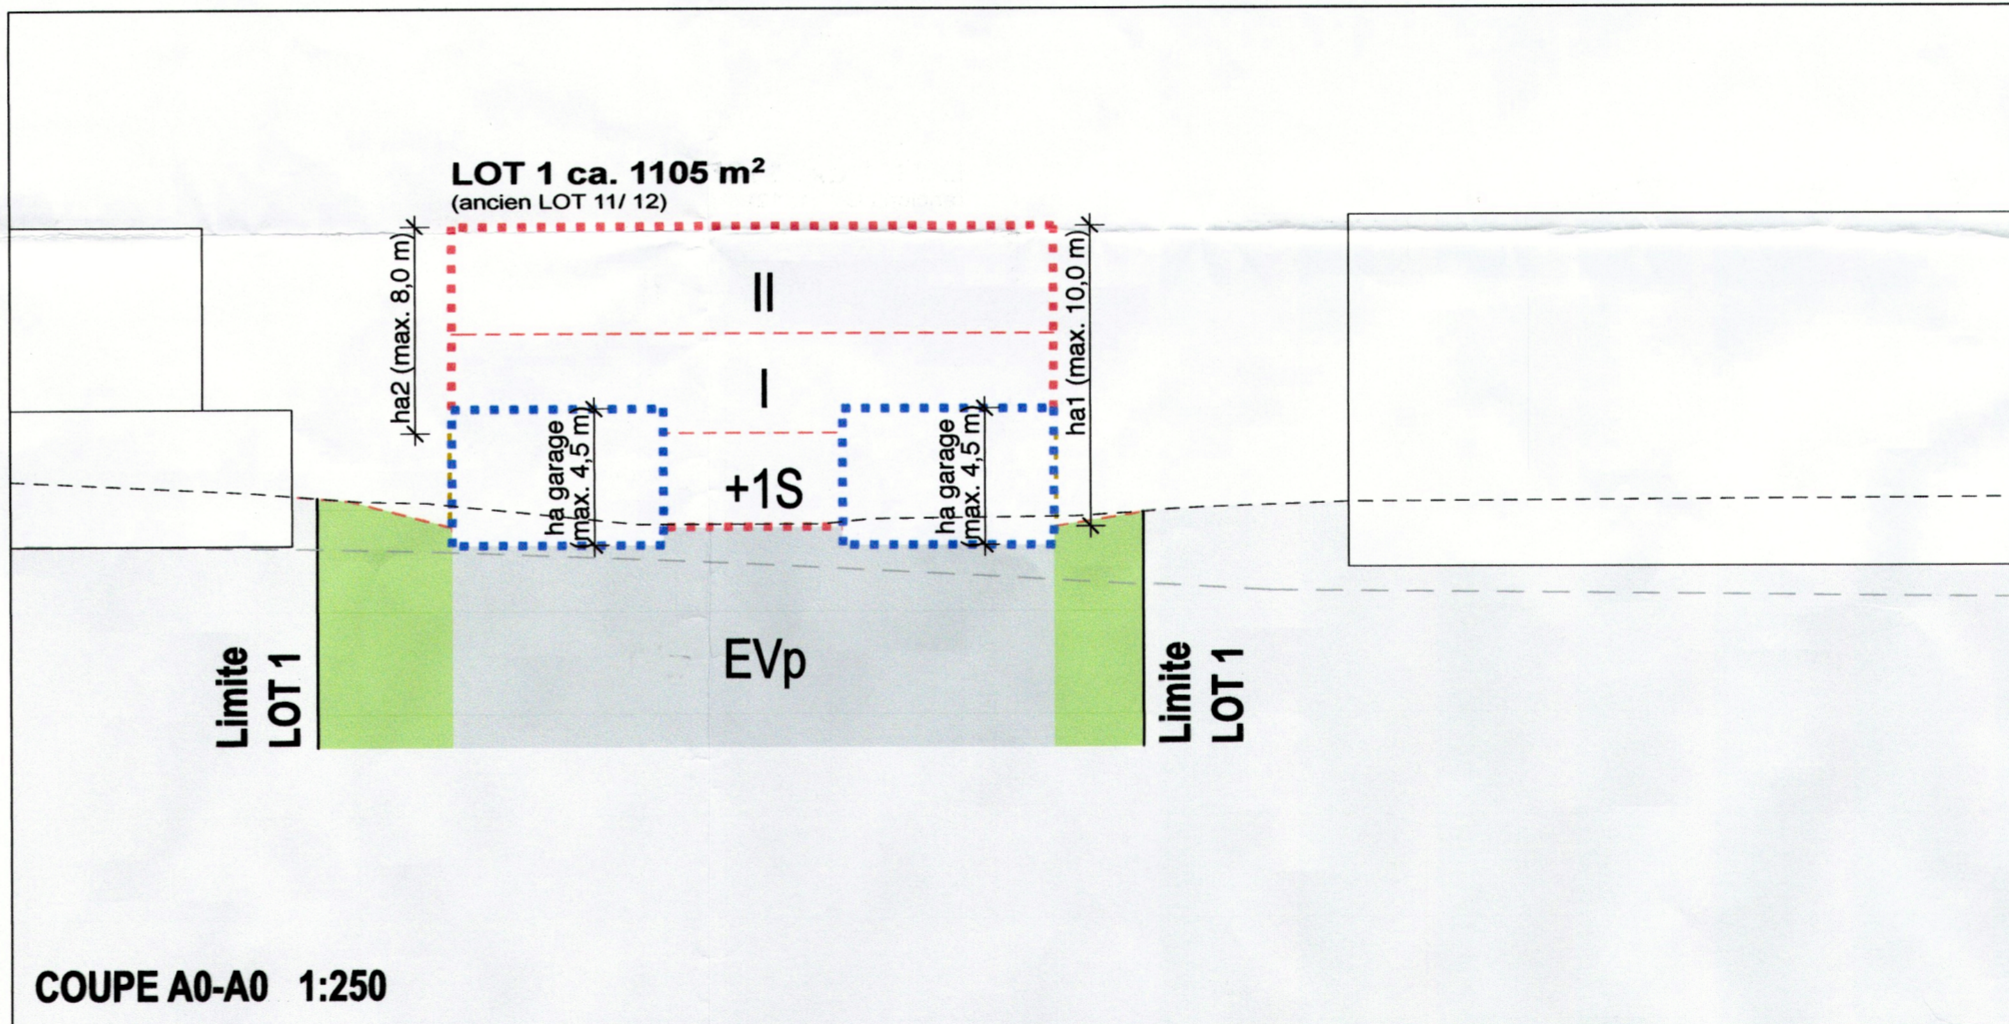 LOT 1 ca. 1105 m²
(ancien LOT 11/ 12)
ha2 (max. 8,0 m)
II
ha1 (max. 10,0 m)
I
ha garage
(max. 4,5 m)
+1S
ha garage
(max. 4,5 m)
EVp
Limite
LOT 1
Limite
LOT 1
COUPE A0-A0 1:250